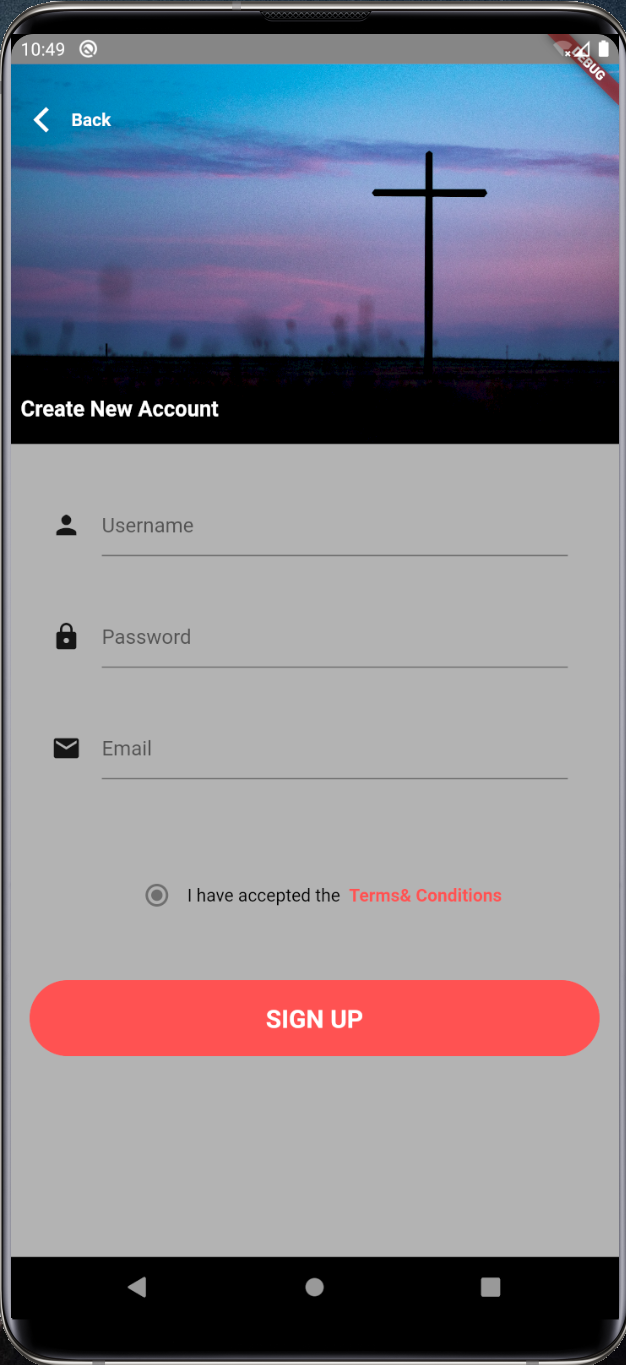 10:49
DEBUG
Back
Create New Account
Username
Password
Email
I have accepted the Terms& Conditions
SIGN UP